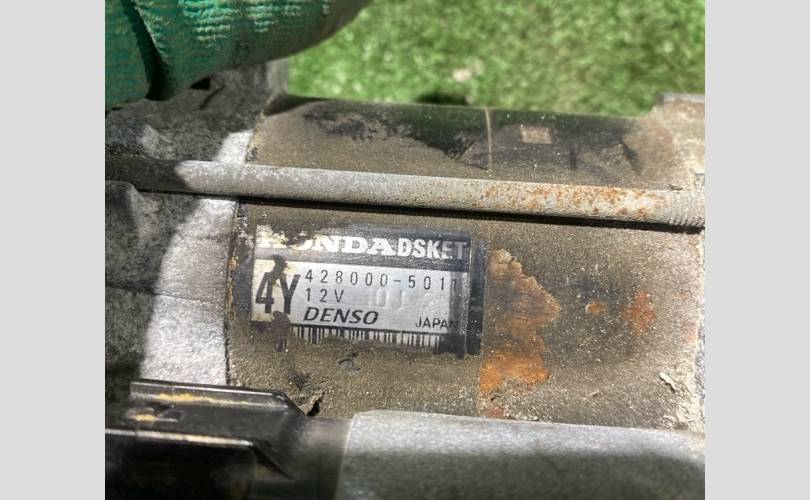 HONDA DSKET
4Y
428000-5011
12V
DENSO JAPAN